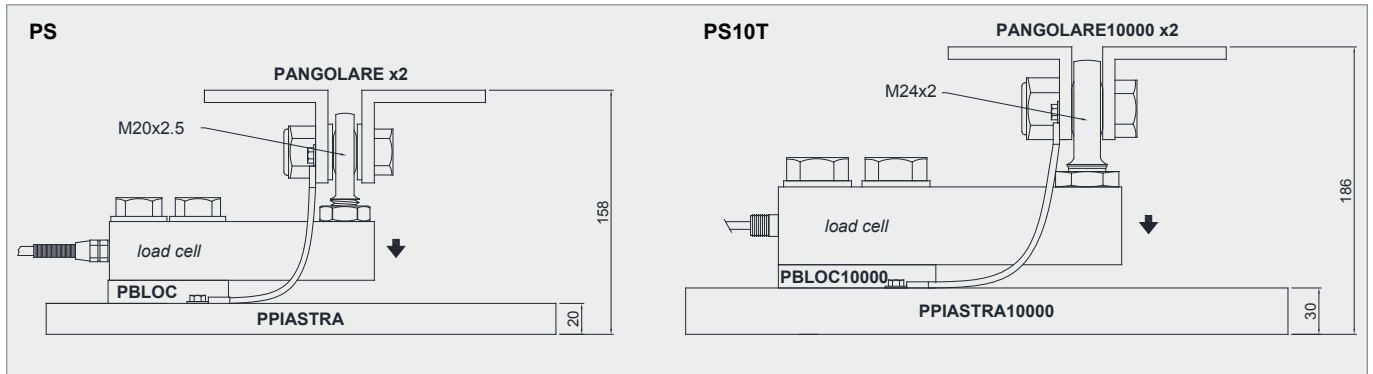 PS
PANGOLARE x2
M20x2.5
158
load cell
PBLOC
PPIASTRA
20
PS10T
PANGOLARE10000 x2
M24x2
186
load cell
PBLOC10000
PPIASTRA10000
30